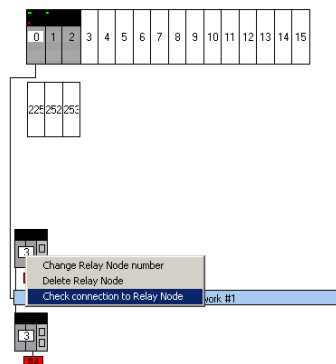 0 1 2 3 4 5 6 7 8 9 10 11 12 13 14 15
225 252 253
3
Change Relay Node number
Delete Relay Node
Check connection to Relay Node
work #1
3
#4